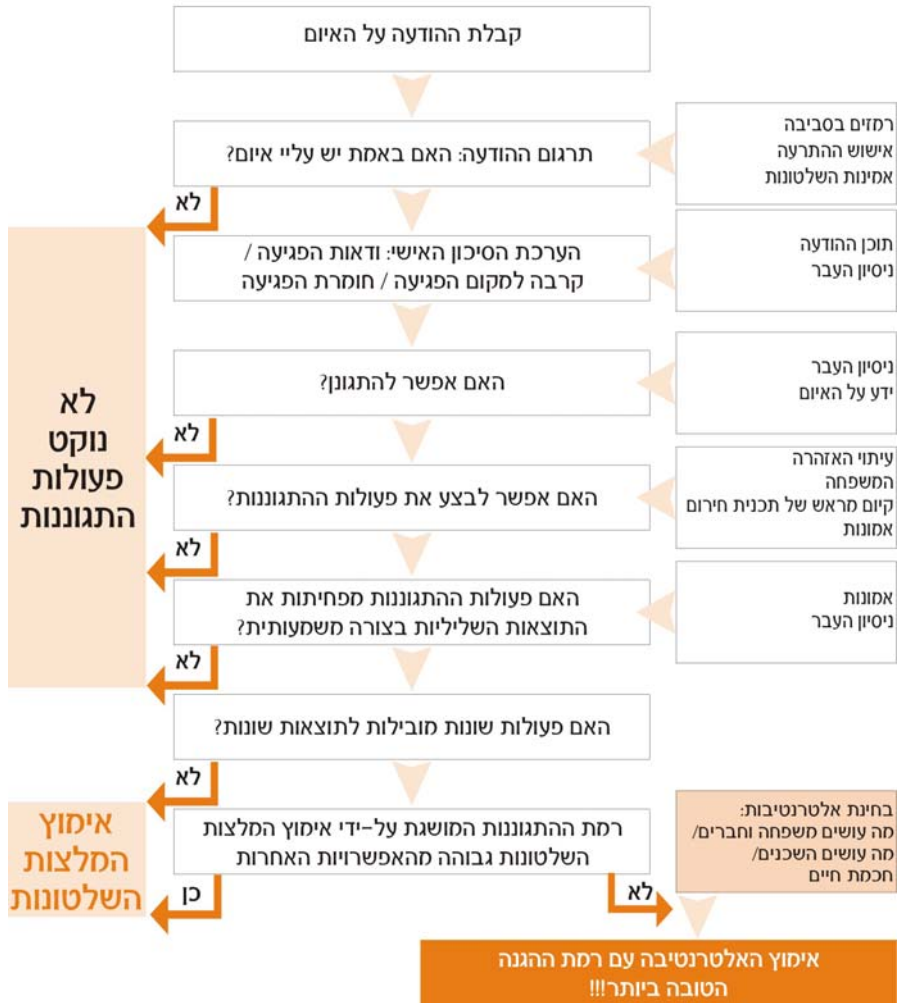 קבלת ההודעה על האיום
תרגום ההודעה: האם באמת יש עליי איום?
רמזים בסביבה
אישוש ההתרעה
אמינות השלטונות
לא
הערכת הסיכון האישי: ודאות הפגיעה /
קרבה למקום הפגיעה / חומרת הפגיעה
תוכן ההודעה
ניסיון העבר
האם אפשר להתגונן?
ניסיון העבר
ידע על האיום
לא
האם אפשר לבצע את פעולות ההתגוננות?
עיתוי האזהרה
המשפחה
קיום מראש של תכנית חירום
אמונות
לא
האם פעולות ההתגוננות מפחיתות את
התוצאות השליליות בצורה משמעותית?
אמונות
ניסיון העבר
לא
לא
נוקט
פעולות
התגוננות
האם פעולות שונות מובילות לתוצאות שונות?
לא
רמת ההתגוננות המושגת על-ידי אימוץ המלצות
השלטונות גבוהה מהאפשרויות האחרות
בחינת אלטרנטיבות:
מה עושים משפחה וחברים/
מה עושים השכנים/
חכמת חיים
אימוץ
המלצות
השלטונות
לא
כן
אימוץ האלטרנטיבה עם רמת ההגנה
הטובה ביותר!!!